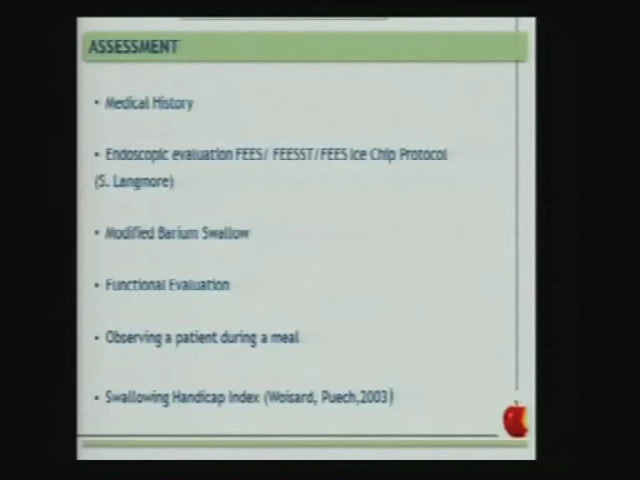 ASSESSMENT
• Medical History
• Endoscopic evaluation FEES/ FEESST/FEES Ice Chip Protocol
(S. Langmore)
• Modified Barium Swallow
• Functional Evaluation
• Observing a patient during a meal
• Swallowing Handicap Index (Woisard, Puech,2003)